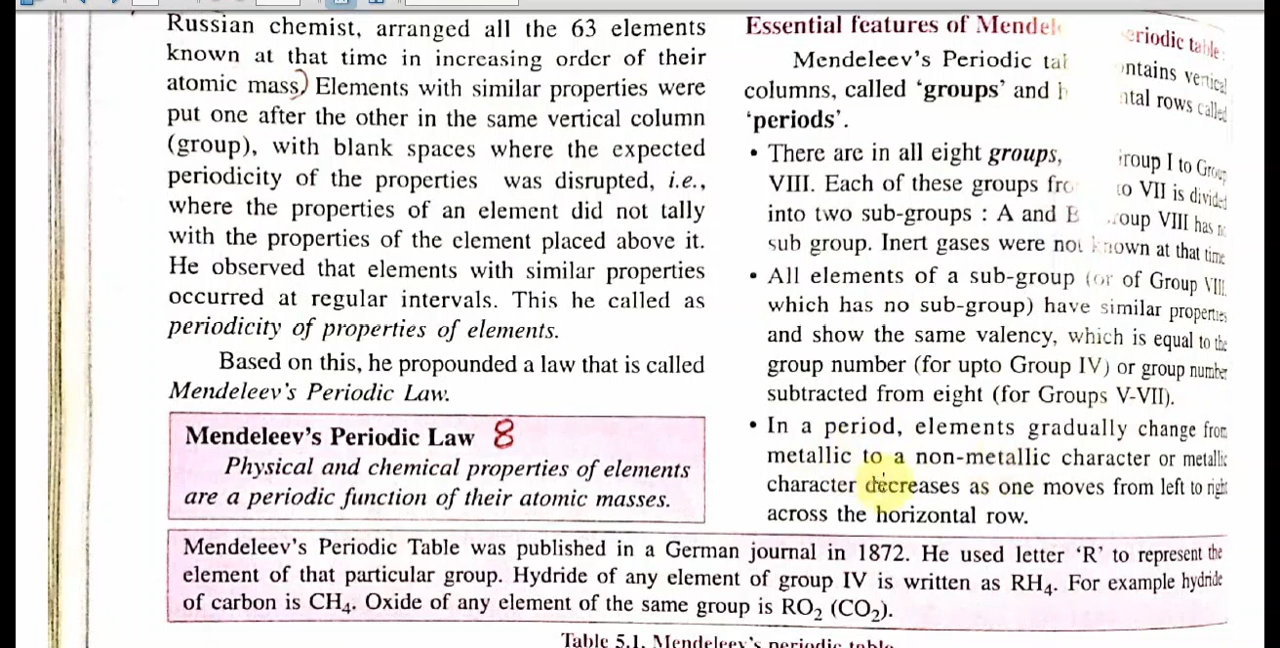 Russian chemist, arranged all the 63 elements
known at that time in increasing order of their
atomic mass) Elements with similar properties were
put one after the other in the same vertical column
(group), with blank spaces where the expected
periodicity of the properties was disrupted, i.e.,
where the properties of an element did not tally
with the properties of the element placed above it.
He observed that elements with similar properties
occurred at regular intervals. This he called as
periodicity of properties of elements.
Based on this, he propounded a law that is called
Mendeleev's Periodic Law.
Mendeleev's Periodic Law 8
Physical and chemical properties of elements
are a periodic function of their atomic masses.
Essential features of table :
Mendeleev's Periodic vertical
columns, called 'groups' and rows called
'periods'.
• There are in all eight groups, I to Group
VIII. Each of these groups to VII is divided
into two sub-groups : A and VIII has
sub group. Inert gases were not known at that time
• All elements of a sub-group (or of Group VIII
which has no sub-group) have similar properties
and show the same valency, which is equal to the
group number (for upto Group IV) or group number
subtracted from eight (for Groups V-VII).
• In a period, elements gradually change from
metallic to a non-metallic character or metallic
character decreases as one moves from left to right
across the horizontal row.
Mendeleev's Periodic Table was published in a German journal in 1872. He used letter 'R' to represent the
element of that particular group. Hydride of any element of group IV is written as RH₄. For example hydride
of carbon is CH₄. Oxide of any element of the same group is RO₂ (CO₂).
Table 5.1. Mendeleev's periodic table